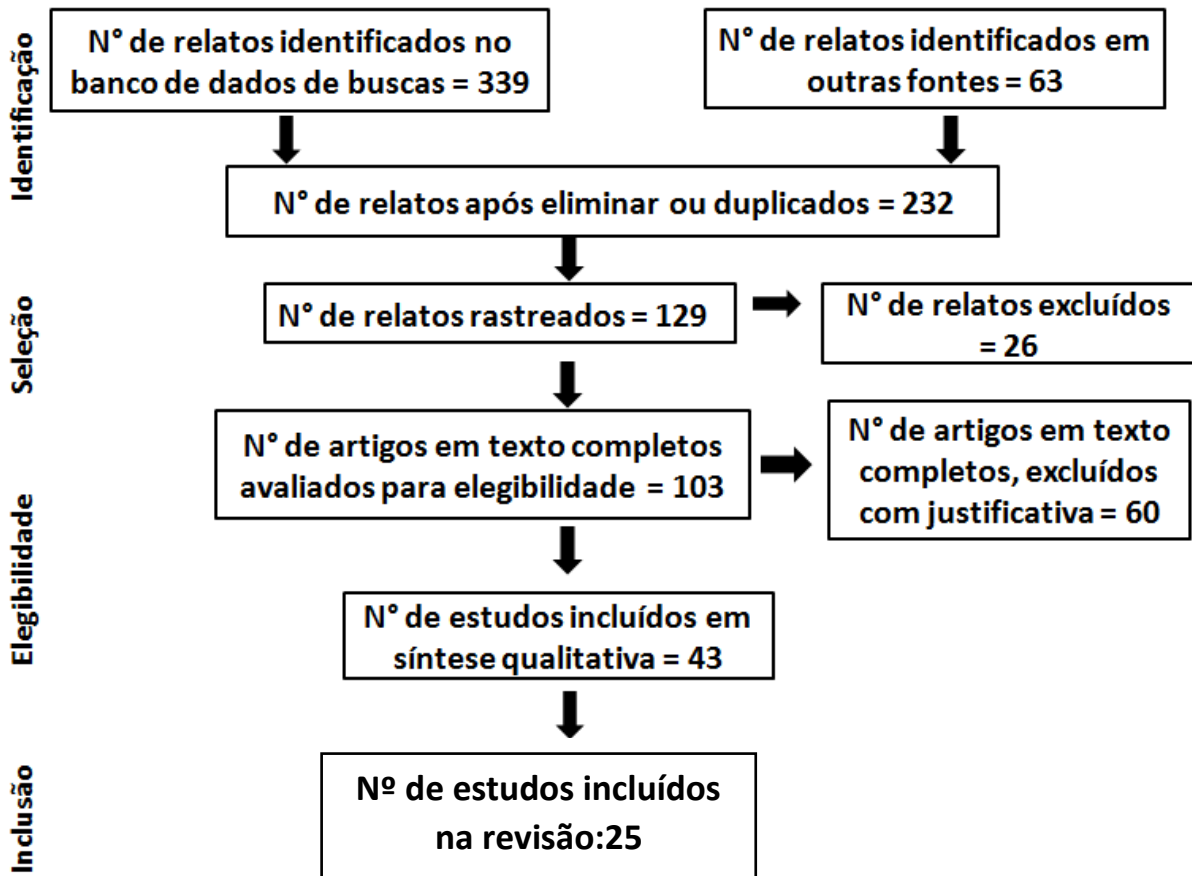 Identificação
N° de relatos identificados no
banco de dados de buscas = 339
N° de relatos identificados em
outras fontes = 63
N° de relatos após eliminar ou duplicados = 232
Seleção
N° de relatos rastreados = 129
N° de relatos excluídos
= 26
Elegibilidade
N° de artigos em texto completos
avaliados para elegibilidade = 103
N° de artigos em texto
completos, excluídos
com justificativa = 60
N° de estudos incluídos em
síntese qualitativa = 43
Inclusão
Nº de estudos incluídos
na revisão:25